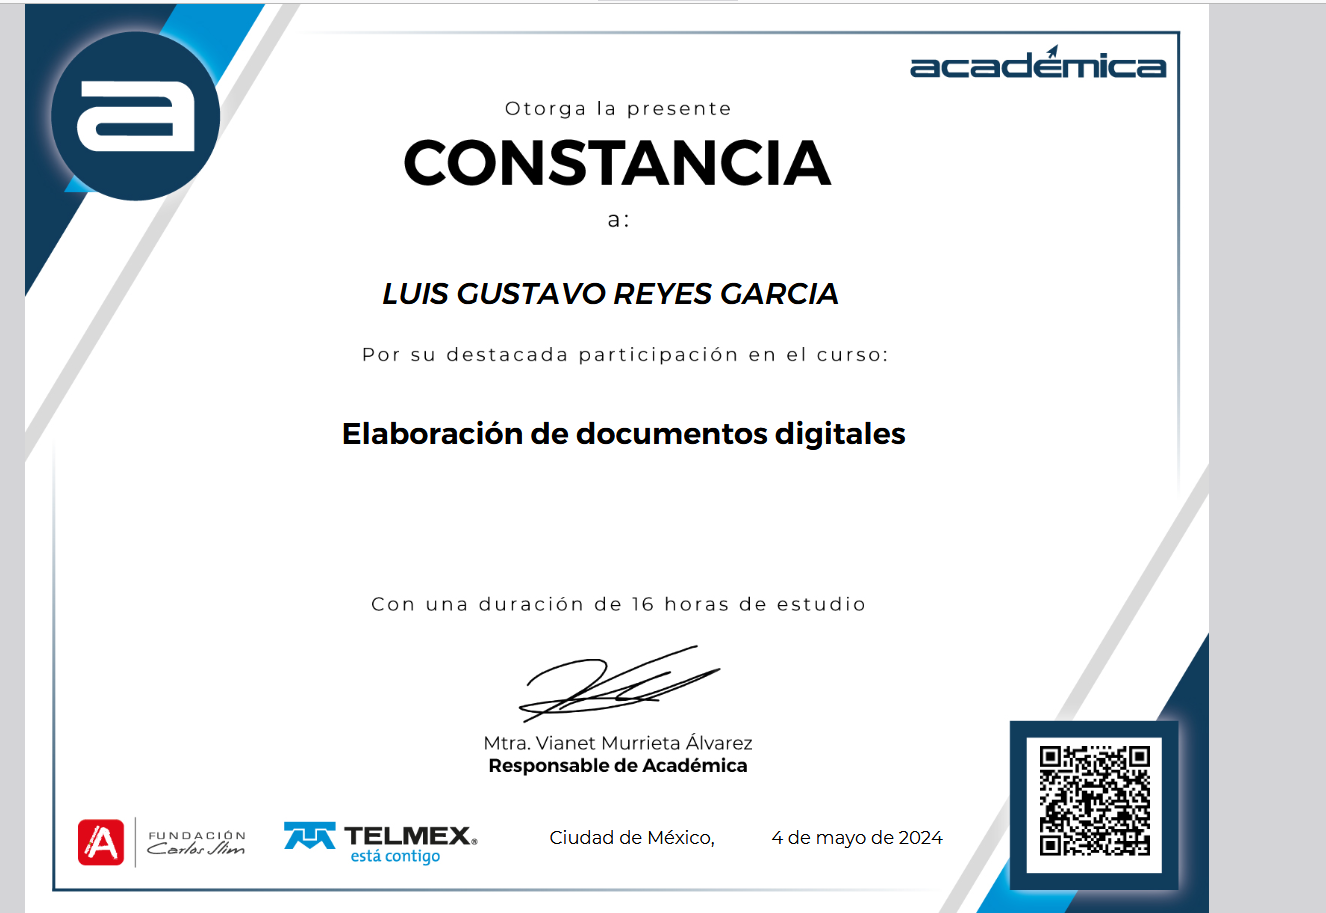 a
académica
Otorga la presente
CONSTANCIA
a:
LUIS GUSTAVO REYES GARCIA
Por su destacada participación en el curso:
Elaboración de documentos digitales
Con una duración de 16 horas de estudio
Mtra. Vianet Murrieta Álvarez
Responsable de Académica
FUNDACIÓN
Carlos Slim
TELMEX®
está contigo
Ciudad de México, 4 de mayo de 2024